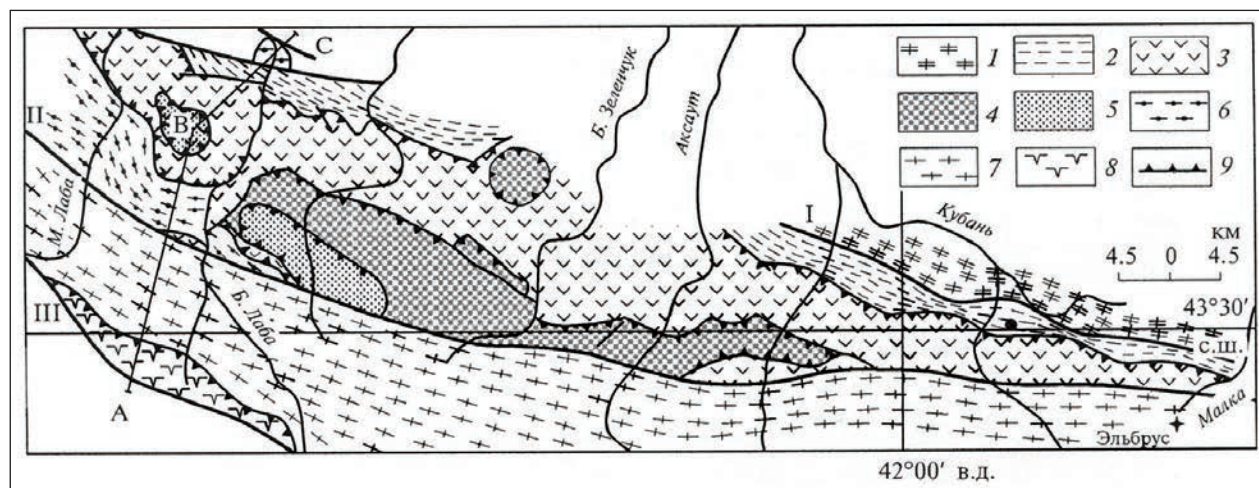 C
Б. Зеленчук
Аксаут
1
2
3
4
5
6
7
8
9
II
B
М. Лаба
I
Кубань
км
4.5 0 4.5
III
Б. Лаба
43°30′
с.ш.
A
Малка
Эльбрус
42°00′ в.д.